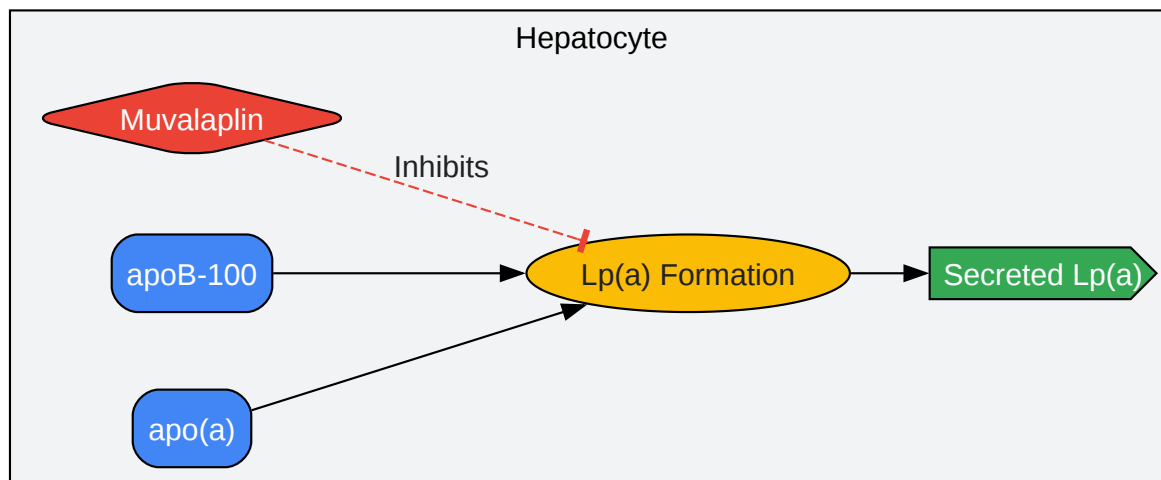 Hepatocyte
Muvalaplin
Inhibits
apoB-100
Lp(a) Formation
Secreted Lp(a)
apo(a)